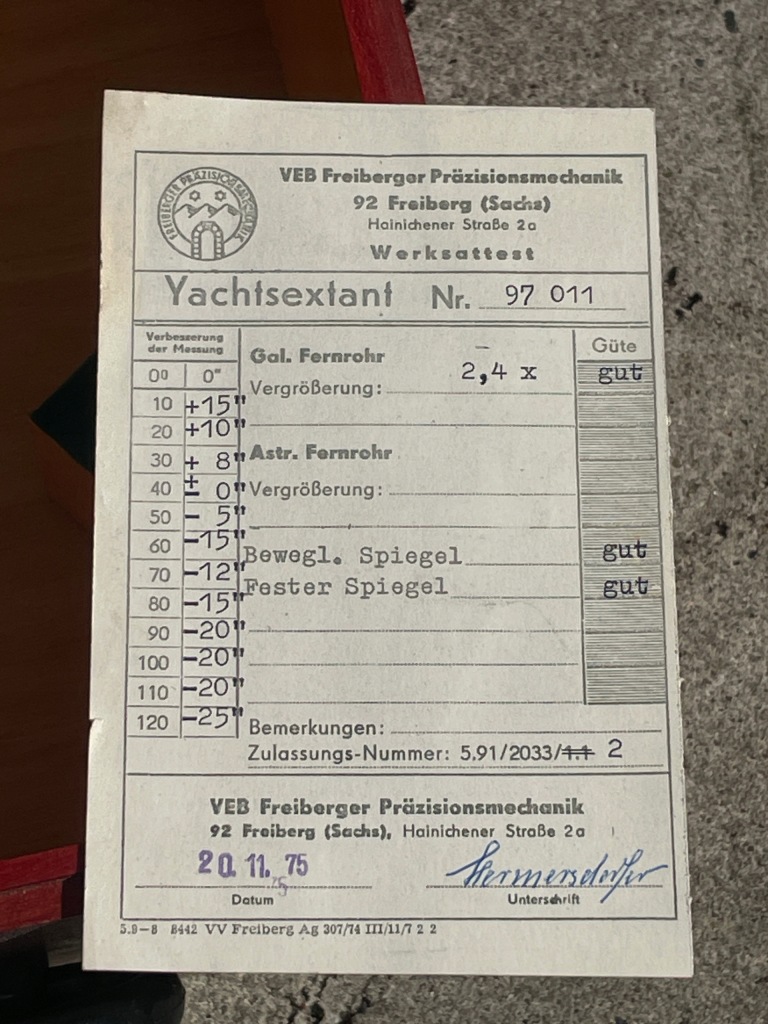 FREIBERGER PRÄZISIONSMECHANIK
VEB Freiberger Präzisionsmechanik
92 Freiberg (Sachs)
Hainichener Straße 2a
Werksattest
Yachtsextant Nr. 97 011
Verbesserung
der Messung
0º 0"
10 +15"
20 +10"
30 + 8"
40 ± 0"
50 - 5"
60 -15"
70 -12"
80 -15"
90 -20"
100 -20"
110 -20"
120 -25"
Gal. Fernrohr
Vergrößerung: 2,4 x
Astr. Fernrohr
Vergrößerung:
Bewegl. Spiegel
Fester Spiegel
Güte
gut
gut
gut
Bemerkungen:
Zulassungs-Nummer: 5.91/2033/1.1 2
VEB Freiberger Präzisionsmechanik
92 Freiberg (Sachs), Hainichener Straße 2a
20. 11. 75
Hermersdorfer
Datum Unterschrift
5.9-8 8442 VV Freiberg Ag 307/74 III/11/7 2 2